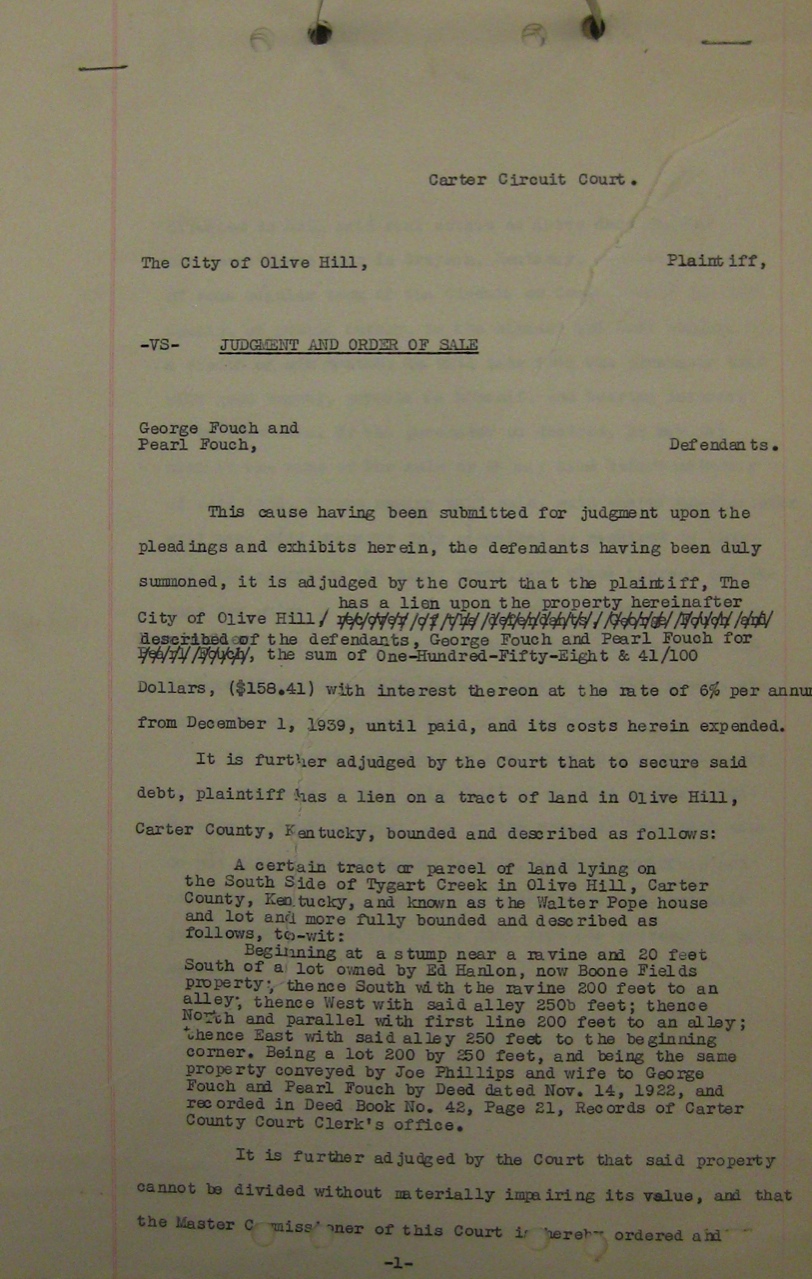 Carter Circuit Court.
The City of Olive Hill, Plaintiff,
-VS- JUDGMENT AND ORDER OF SALE
George Fouch and
Pearl Fouch, Defendants.
This cause having been submitted for judgment upon the
pleadings and exhibits herein, the defendants having been duly
summoned, it is adjudged by the Court that the plaintiff, The
has a lien upon the property hereinafter
City of Olive Hill/
described of the defendants, George Fouch and Pearl Fouch for
, the sum of One-Hundred-Fifty-Eight & 41/100
Dollars, ($158.41) with interest thereon at the rate of 6% per annum
from December 1, 1939, until paid, and its costs herein expended.
It is further adjudged by the Court that to secure said
debt, plaintiff has a lien on a tract of land in Olive Hill,
Carter County, Kentucky, bounded and described as follows:
A certain tract or parcel of land lying on
the South Side of Tygart Creek in Olive Hill, Carter
County, Kentucky, and known as the Walter Pope house
and lot and more fully bounded and described as
follows, to-wit:
Beginning at a stump near a ravine and 20 feet
South of a lot owned by Ed Hanlon, now Boone Fields
property; thence South with the ravine 200 feet to an
alley; thence West with said alley 250b feet; thence
North and parallel with first line 200 feet to an alley;
thence East with said alley 250 feet to the beginning
corner. Being a lot 200 by 250 feet, and being the same
property conveyed by Joe Phillips and wife to George
Fouch and Pearl Fouch by Deed dated Nov. 14, 1922, and
recorded in Deed Book No. 42, Page 21, Records of Carter
County Court Clerk's office.
It is further adjudged by the Court that said property
cannot be divided without materially impairing its value, and that
the Master Commissioner of this Court is hereby ordered and
-1-